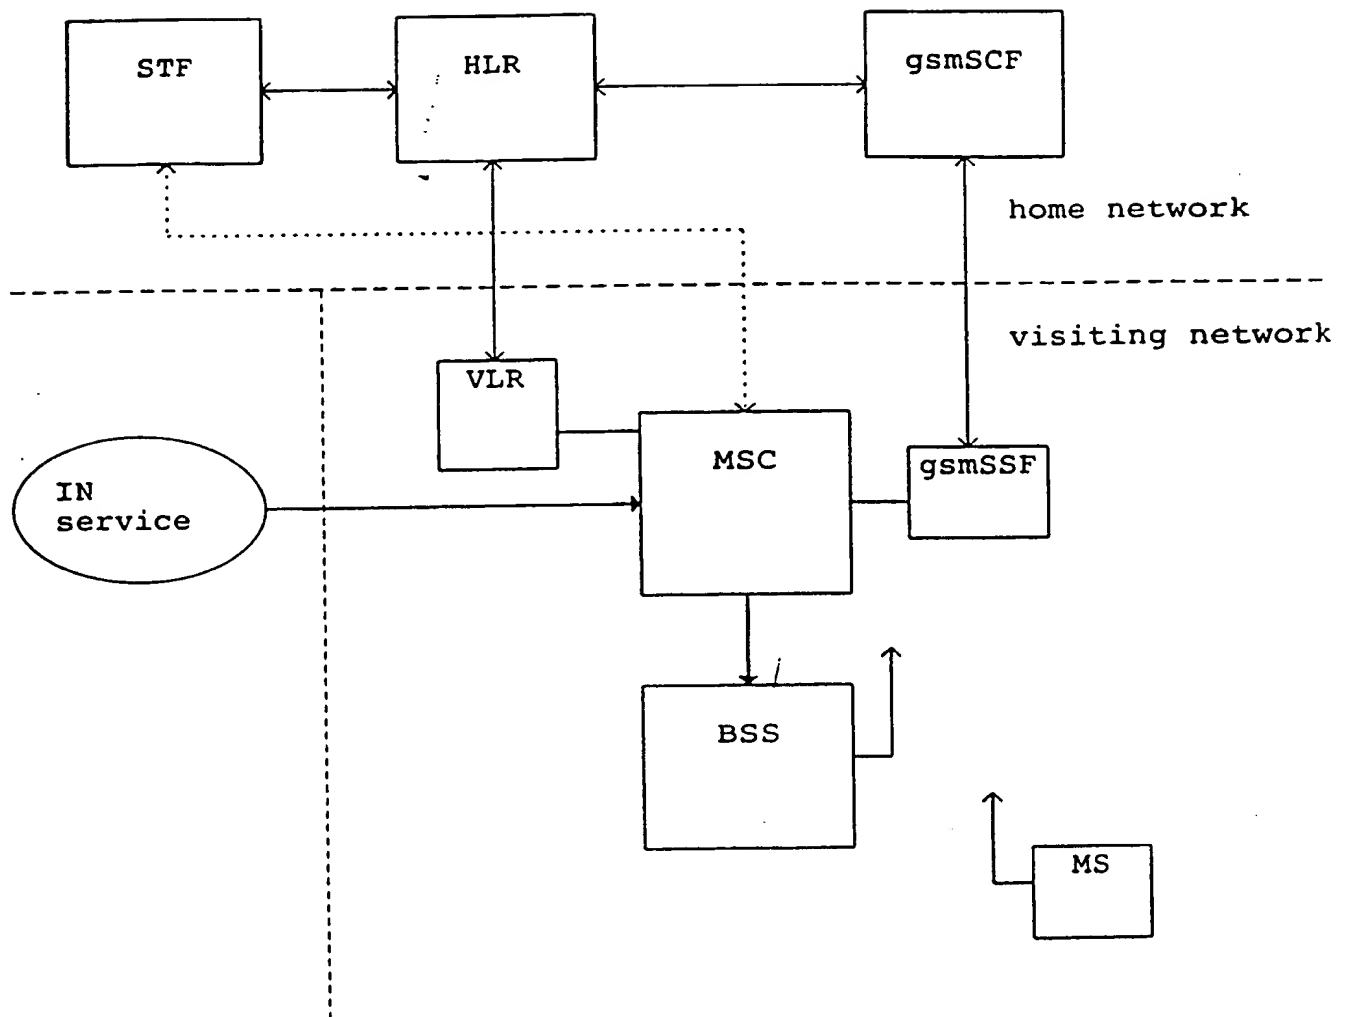 STF
HLR
gsmSCF
home network
visiting network
VLR
MSC
gsmSSF
IN
service
BSS
MS